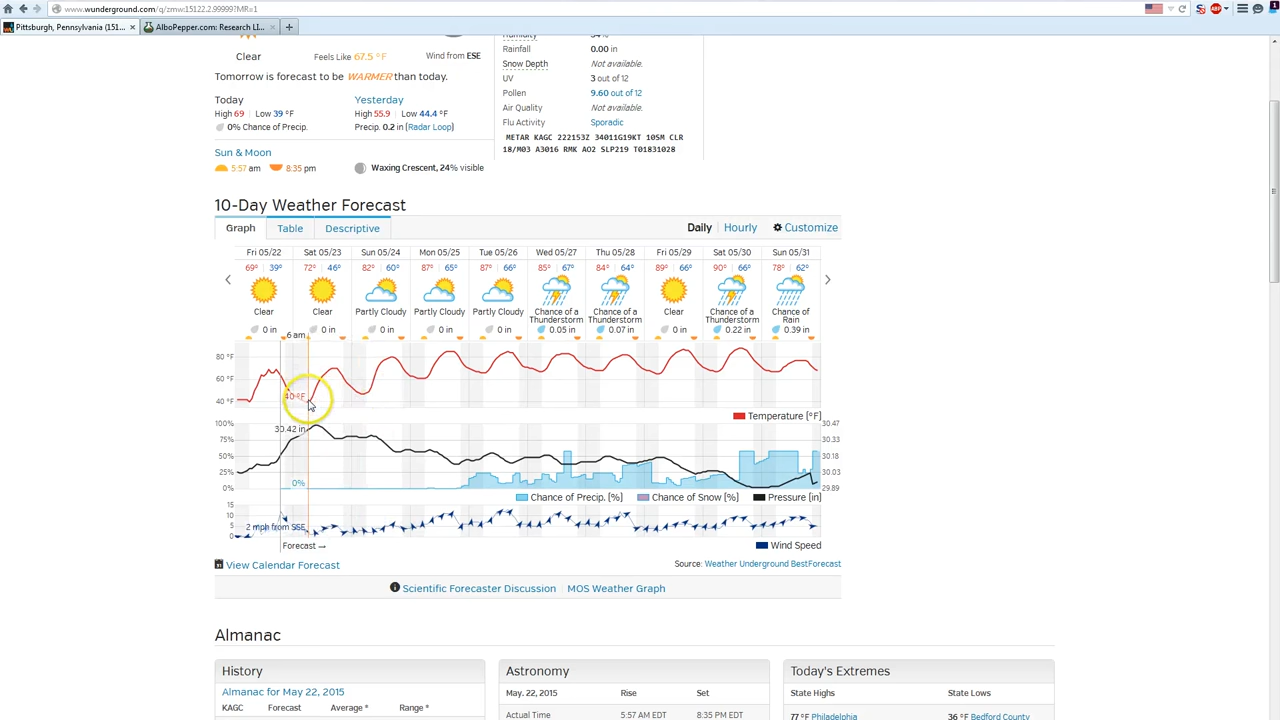 www.wunderground.com/q/zmw:15122.2.99999?MR=1
Pittsburgh, Pennsylvania (151... ×
AlboPepper.com: Research LI... ×
ABP
1
Clear
Feels Like 67.5 °F
Wind from ESE
Tomorrow is forecast to be WARMER than today.
Today
High 69 | Low 39 °F
0% Chance of Precip.
Yesterday
High 55.9 | Low 44.4 °F
Precip. 0.2 in (Radar Loop)
Sun & Moon
5:57 am
8:35 pm
Waxing Crescent, 24% visible
Humidity
Rainfall 0.00 in
Snow Depth Not available.
UV 3 out of 12
Pollen 9.60 out of 12
Air Quality Not available.
Flu Activity Sporadic
METAR KAGC 222153Z 34011G19KT 10SM CLR
18/M03 A3016 RMK AO2 SLP219 T01831028
10-Day Weather Forecast
Graph Table Descriptive
Daily | Hourly Customize
Fri 05/22 Sat 05/23 Sun 05/24 Mon 05/25 Tue 05/26 Wed 05/27 Thu 05/28 Fri 05/29 Sat 05/30 Sun 05/31
69° | 39° 72° | 46° 82° | 60° 87° | 65° 87° | 66° 85° | 67° 84° | 64° 89° | 66° 90° | 66° 78° | 62°
Clear Clear Partly Cloudy Partly Cloudy Partly Cloudy Chance of a Thunderstorm Chance of a Thunderstorm Clear Chance of a Thunderstorm Chance of Rain
0 in 0 in 0 in 0 in 0 in 0.05 in 0.07 in 0 in 0.22 in 0.39 in
6 am
80 °F
60 °F
40 °F
40 °F
Temperature (°F)
100%
75%
50%
25%
0%
30.42 in
0%
30.47
30.33
30.18
30.03
29.89
Chance of Precip. (%) Chance of Snow (%) Pressure (in)
15
10
5
0
2 mph from SSE
Forecast →
Wind Speed
View Calendar Forecast
Source: Weather Underground BestForecast
Scientific Forecaster Discussion MOS Weather Graph
Almanac
History
Almanac for May 22, 2015
KAGC Forecast Average * Range *
Astronomy
May. 22, 2015 Rise Set
Actual Time 5:57 AM EDT 8:35 PM EDT
Today's Extremes
State Highs State Lows
77 °F Philadelphia 36 °F Bedford County